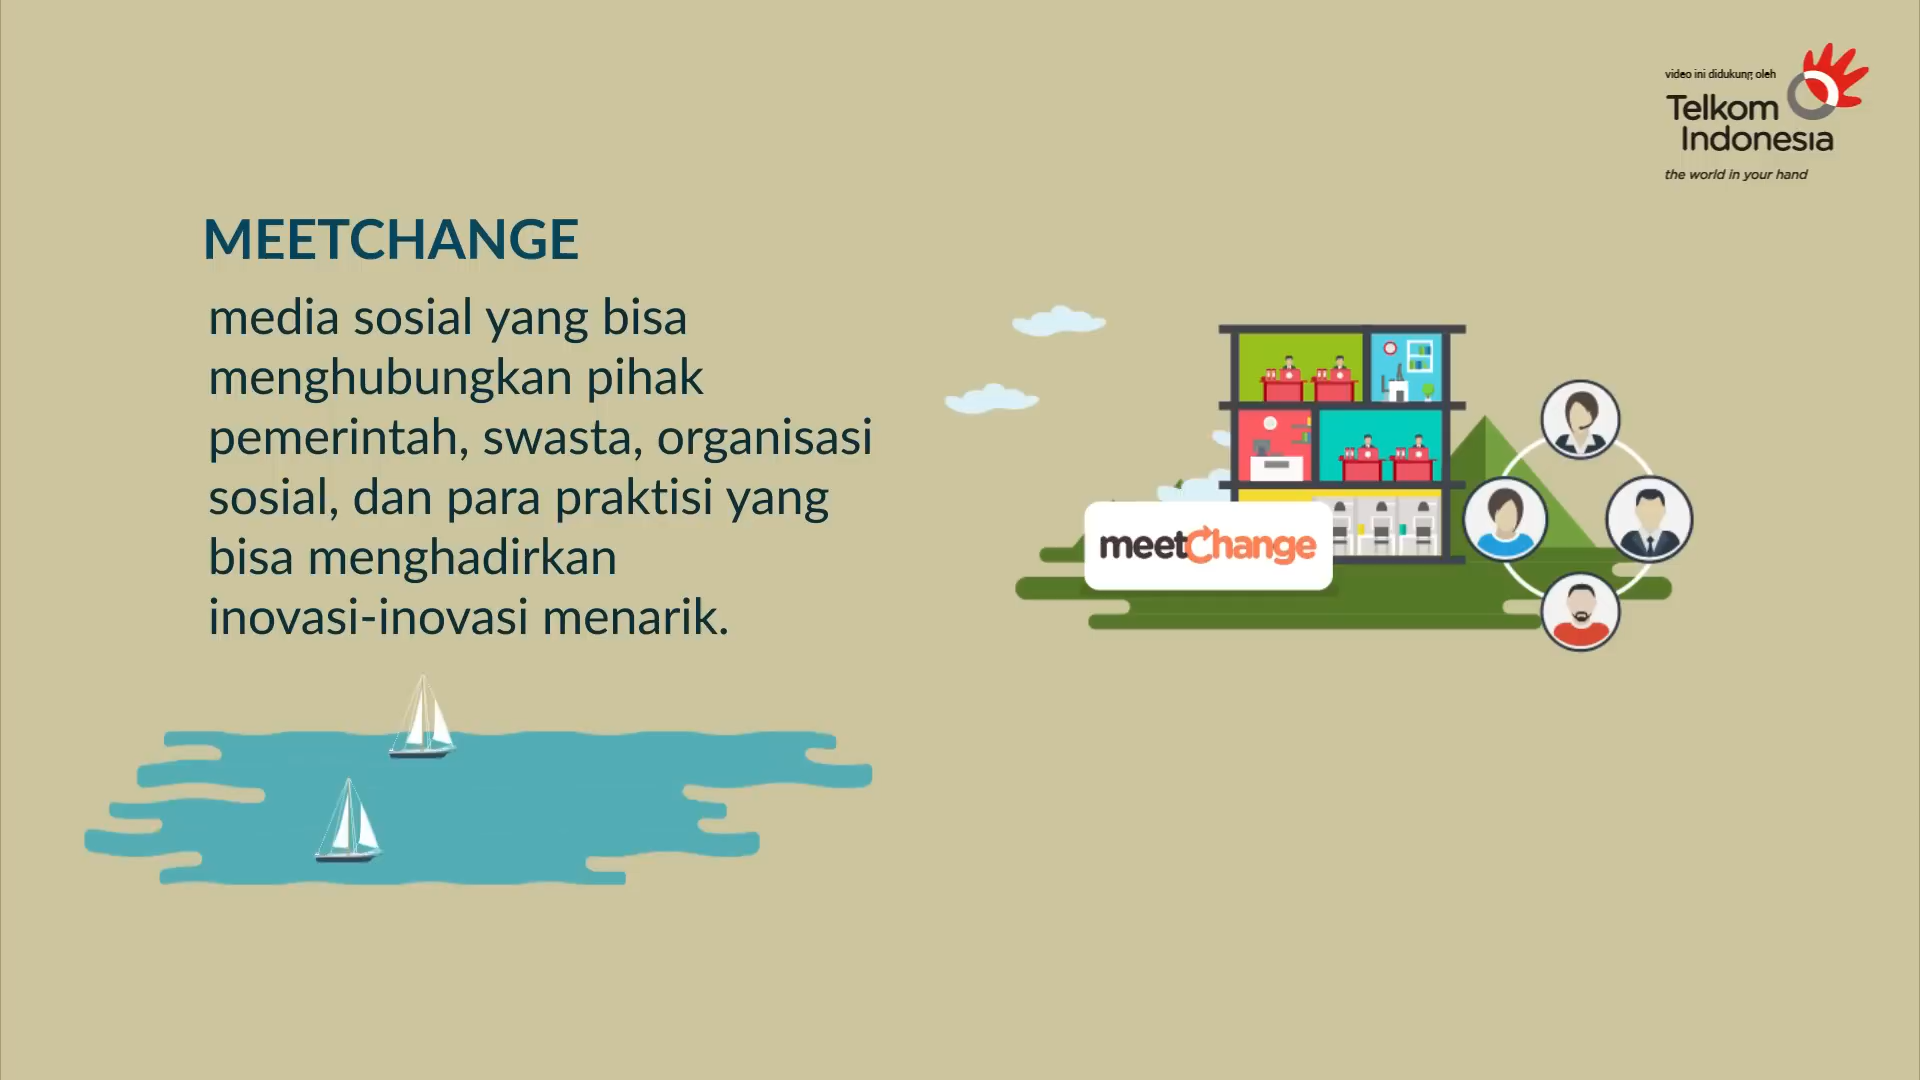 video ini didukung oleh
Telkom
Indonesia
the world in your hand
MEETCHANGE
media sosial yang bisa
menghubungkan pihak
pemerintah, swasta, organisasi
sosial, dan para praktisi yang
bisa menghadirkan
inovasi-inovasi menarik.
meetChange